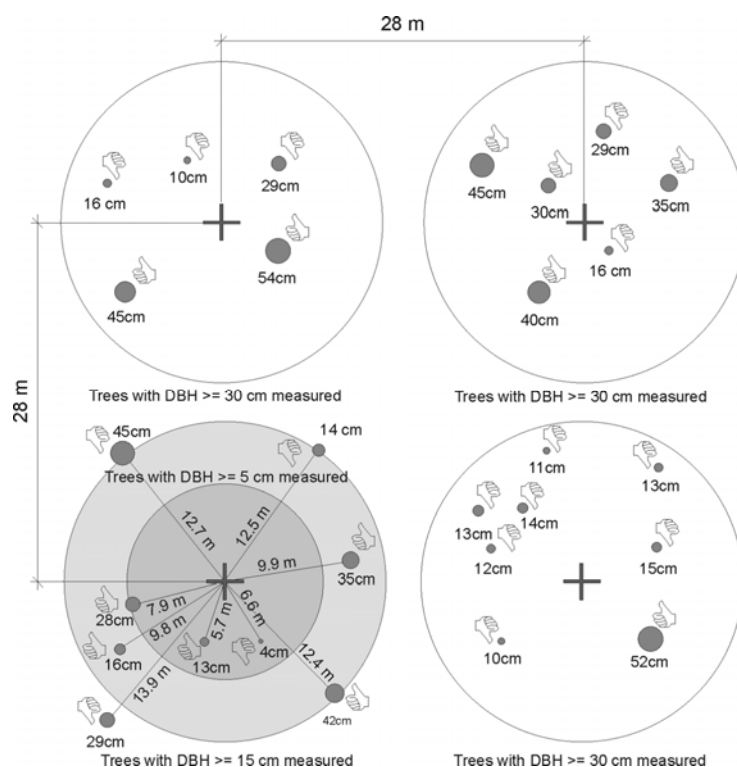 28 m
10cm
29cm
16 cm
54cm
45cm
Trees with DBH >= 30 cm measured
29cm
45cm
30cm
35cm
16 cm
40cm
Trees with DBH >= 30 cm measured
28 m
45cm
14 cm
Trees with DBH >= 5 cm measured
12.7 m
12.5 m
9.9 m
35cm
28cm
7.9 m
6.6 m
5.7 m
9.8 m
16cm
13cm
4cm
12.4 m
13.9 m
29cm
42cm
Trees with DBH >= 15 cm measured
11cm
13cm
13cm
14cm
12cm
15cm
10cm
52cm
Trees with DBH >= 30 cm measured